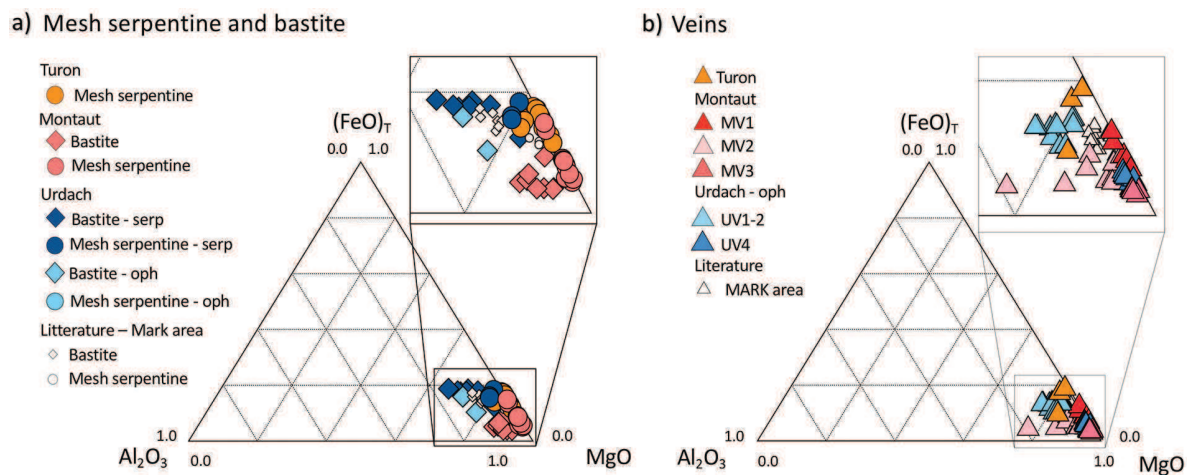 a) Mesh serpentine and bastite
Turon
Mesh serpentine
Montaut
Bastite
Mesh serpentine
Urdach
Bastite - serp
Mesh serpentine - serp
Bastite - oph
Mesh serpentine - oph
Litterature – Mark area
Bastite
Mesh serpentine
(FeO)T
0.0 1.0
1.0
0.0
Al2O3
0.0
1.0
MgO
b) Veins
Turon
Montaut
MV1
MV2
MV3
Urdach - oph
UV1-2
UV4
Literature
MARK area
(FeO)T
0.0 1.0
1.0
0.0
Al2O3
0.0
1.0
MgO